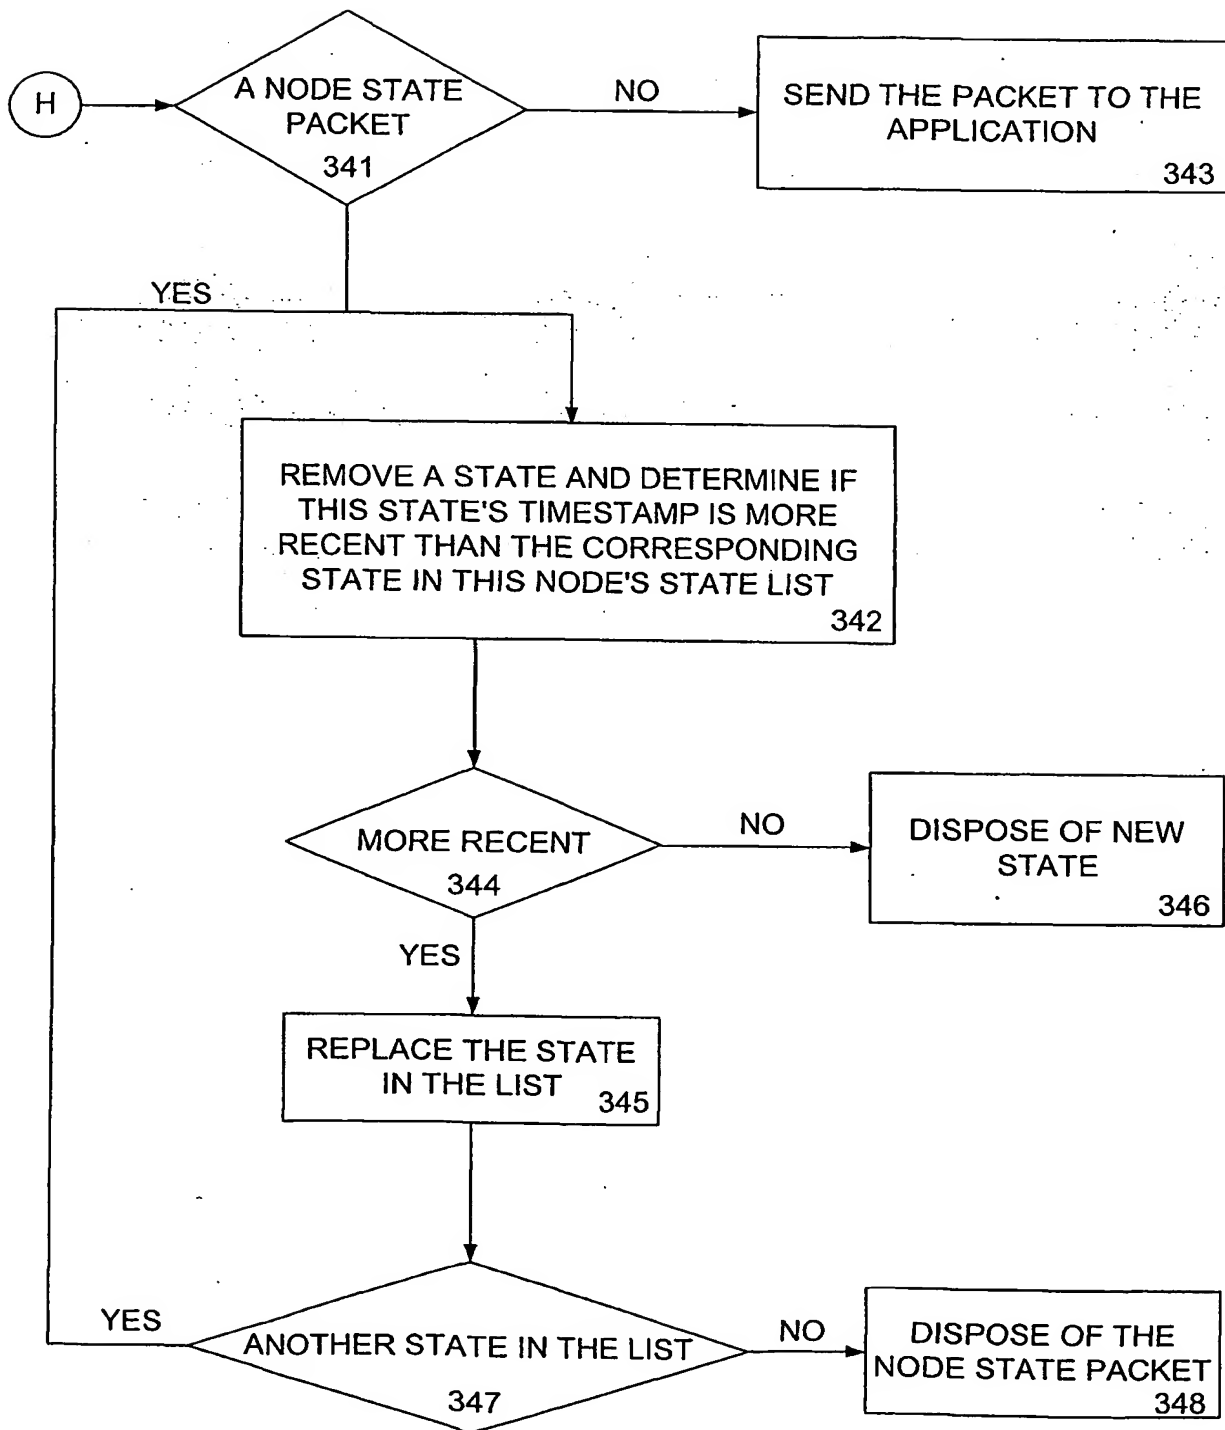 H
A NODE STATE
PACKET
341
NO
SEND THE PACKET TO THE
APPLICATION
343
YES
REMOVE A STATE AND DETERMINE IF
THIS STATE'S TIMESTAMP IS MORE
RECENT THAN THE CORRESPONDING
STATE IN THIS NODE'S STATE LIST
342
MORE RECENT
344
NO
DISPOSE OF NEW
STATE
346
YES
REPLACE THE STATE
IN THE LIST
345
YES
ANOTHER STATE IN THE LIST
347
NO
DISPOSE OF THE
NODE STATE PACKET
348